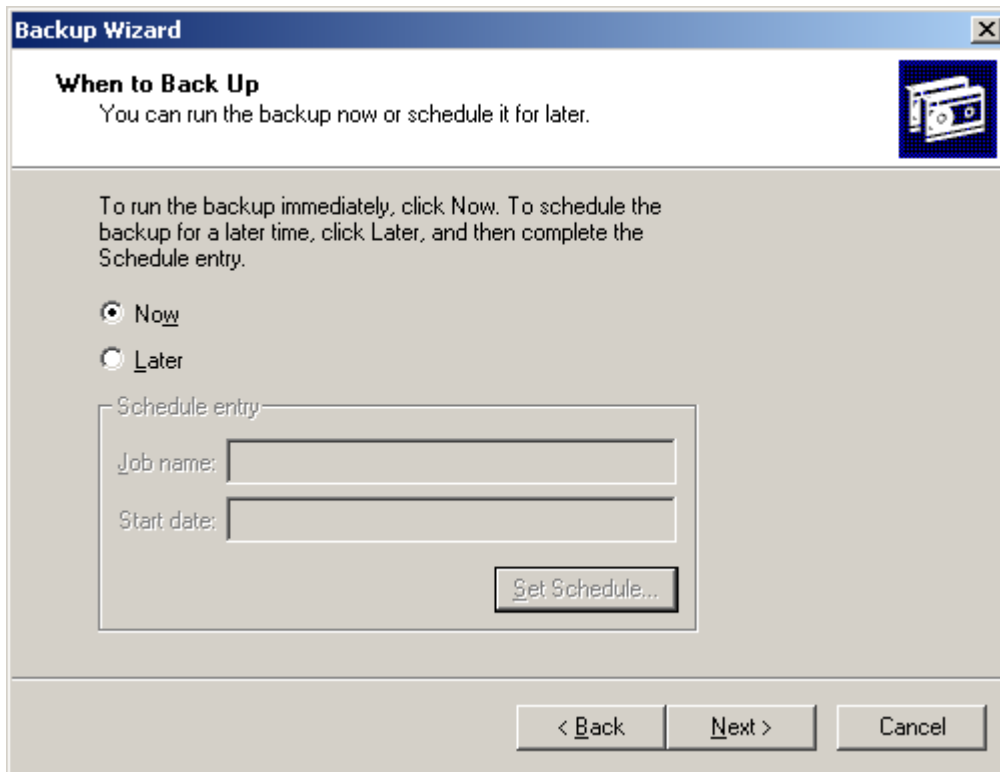 Backup Wizard
When to Back Up
You can run the backup now or schedule it for later.
To run the backup immediately, click Now. To schedule the
backup for a later time, click Later, and then complete the
Schedule entry.
Now
Later
Schedule entry
Job name:
Start date:
Set Schedule...
< Back
Next >
Cancel